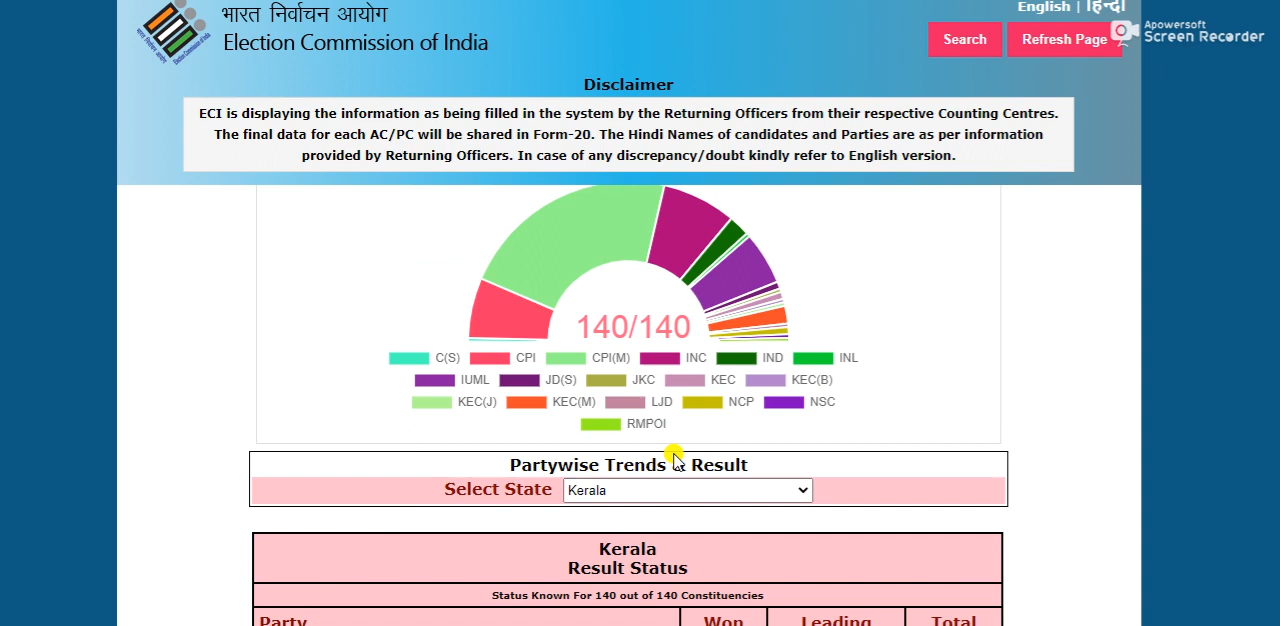 भारत निर्वाचन आयोग
Election Commission of India
English | हिन्दी
Search
Refresh Page
Apowersoft
Screen Recorder
Disclaimer
ECI is displaying the information as being filled in the system by the Returning Officers from their respective Counting Centres.
The final data for each AC/PC will be shared in Form-20. The Hindi Names of candidates and Parties are as per information
provided by Returning Officers. In case of any discrepancy/doubt kindly refer to English version.
140/140
C(S) CPI CPI(M) INC IND INL
IUML JD(S) JKC KEC KEC(B)
KEC(J) KEC(M) LJD NCP NSC
RMPOI
Partywise Trends & Result
Select State Kerala
Kerala
Result Status
Status Known For 140 out of 140 Constituencies
Party Won Leading Total